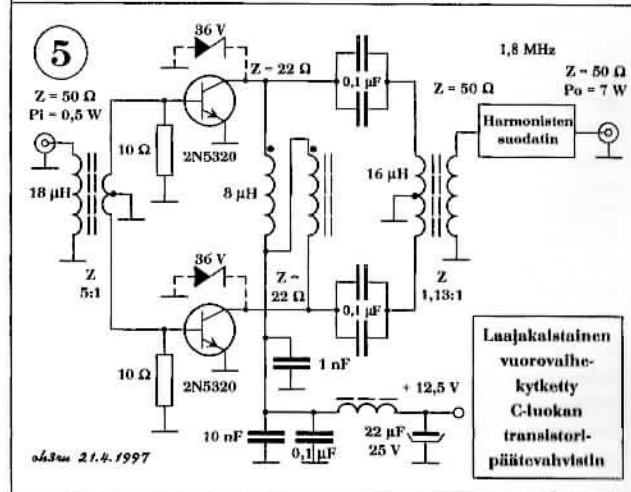 5
36 V
Z = 22 Ω
0,1 µF
1,8 MHz
Z = 50 Ω
Pi = 0,5 W
Z = 50 Ω
Z = 50 Ω
Po = 7 W
Harmonisten
suodatin
10 Ω
2N5320
18 µH
8 µH
16 µH
36 V
Z
5:1
Z =
22 Ω
0,1 µF
Z
1,13:1
10 Ω
2N5320
1 nF
+ 12,5 V
10 nF
0,1 µF
22 µF
25 V
Laajakaistainen
vuorovaihe-
kytketty
C-luokan
transistori-
päätevahvistin
oh3ru 21.4.1997